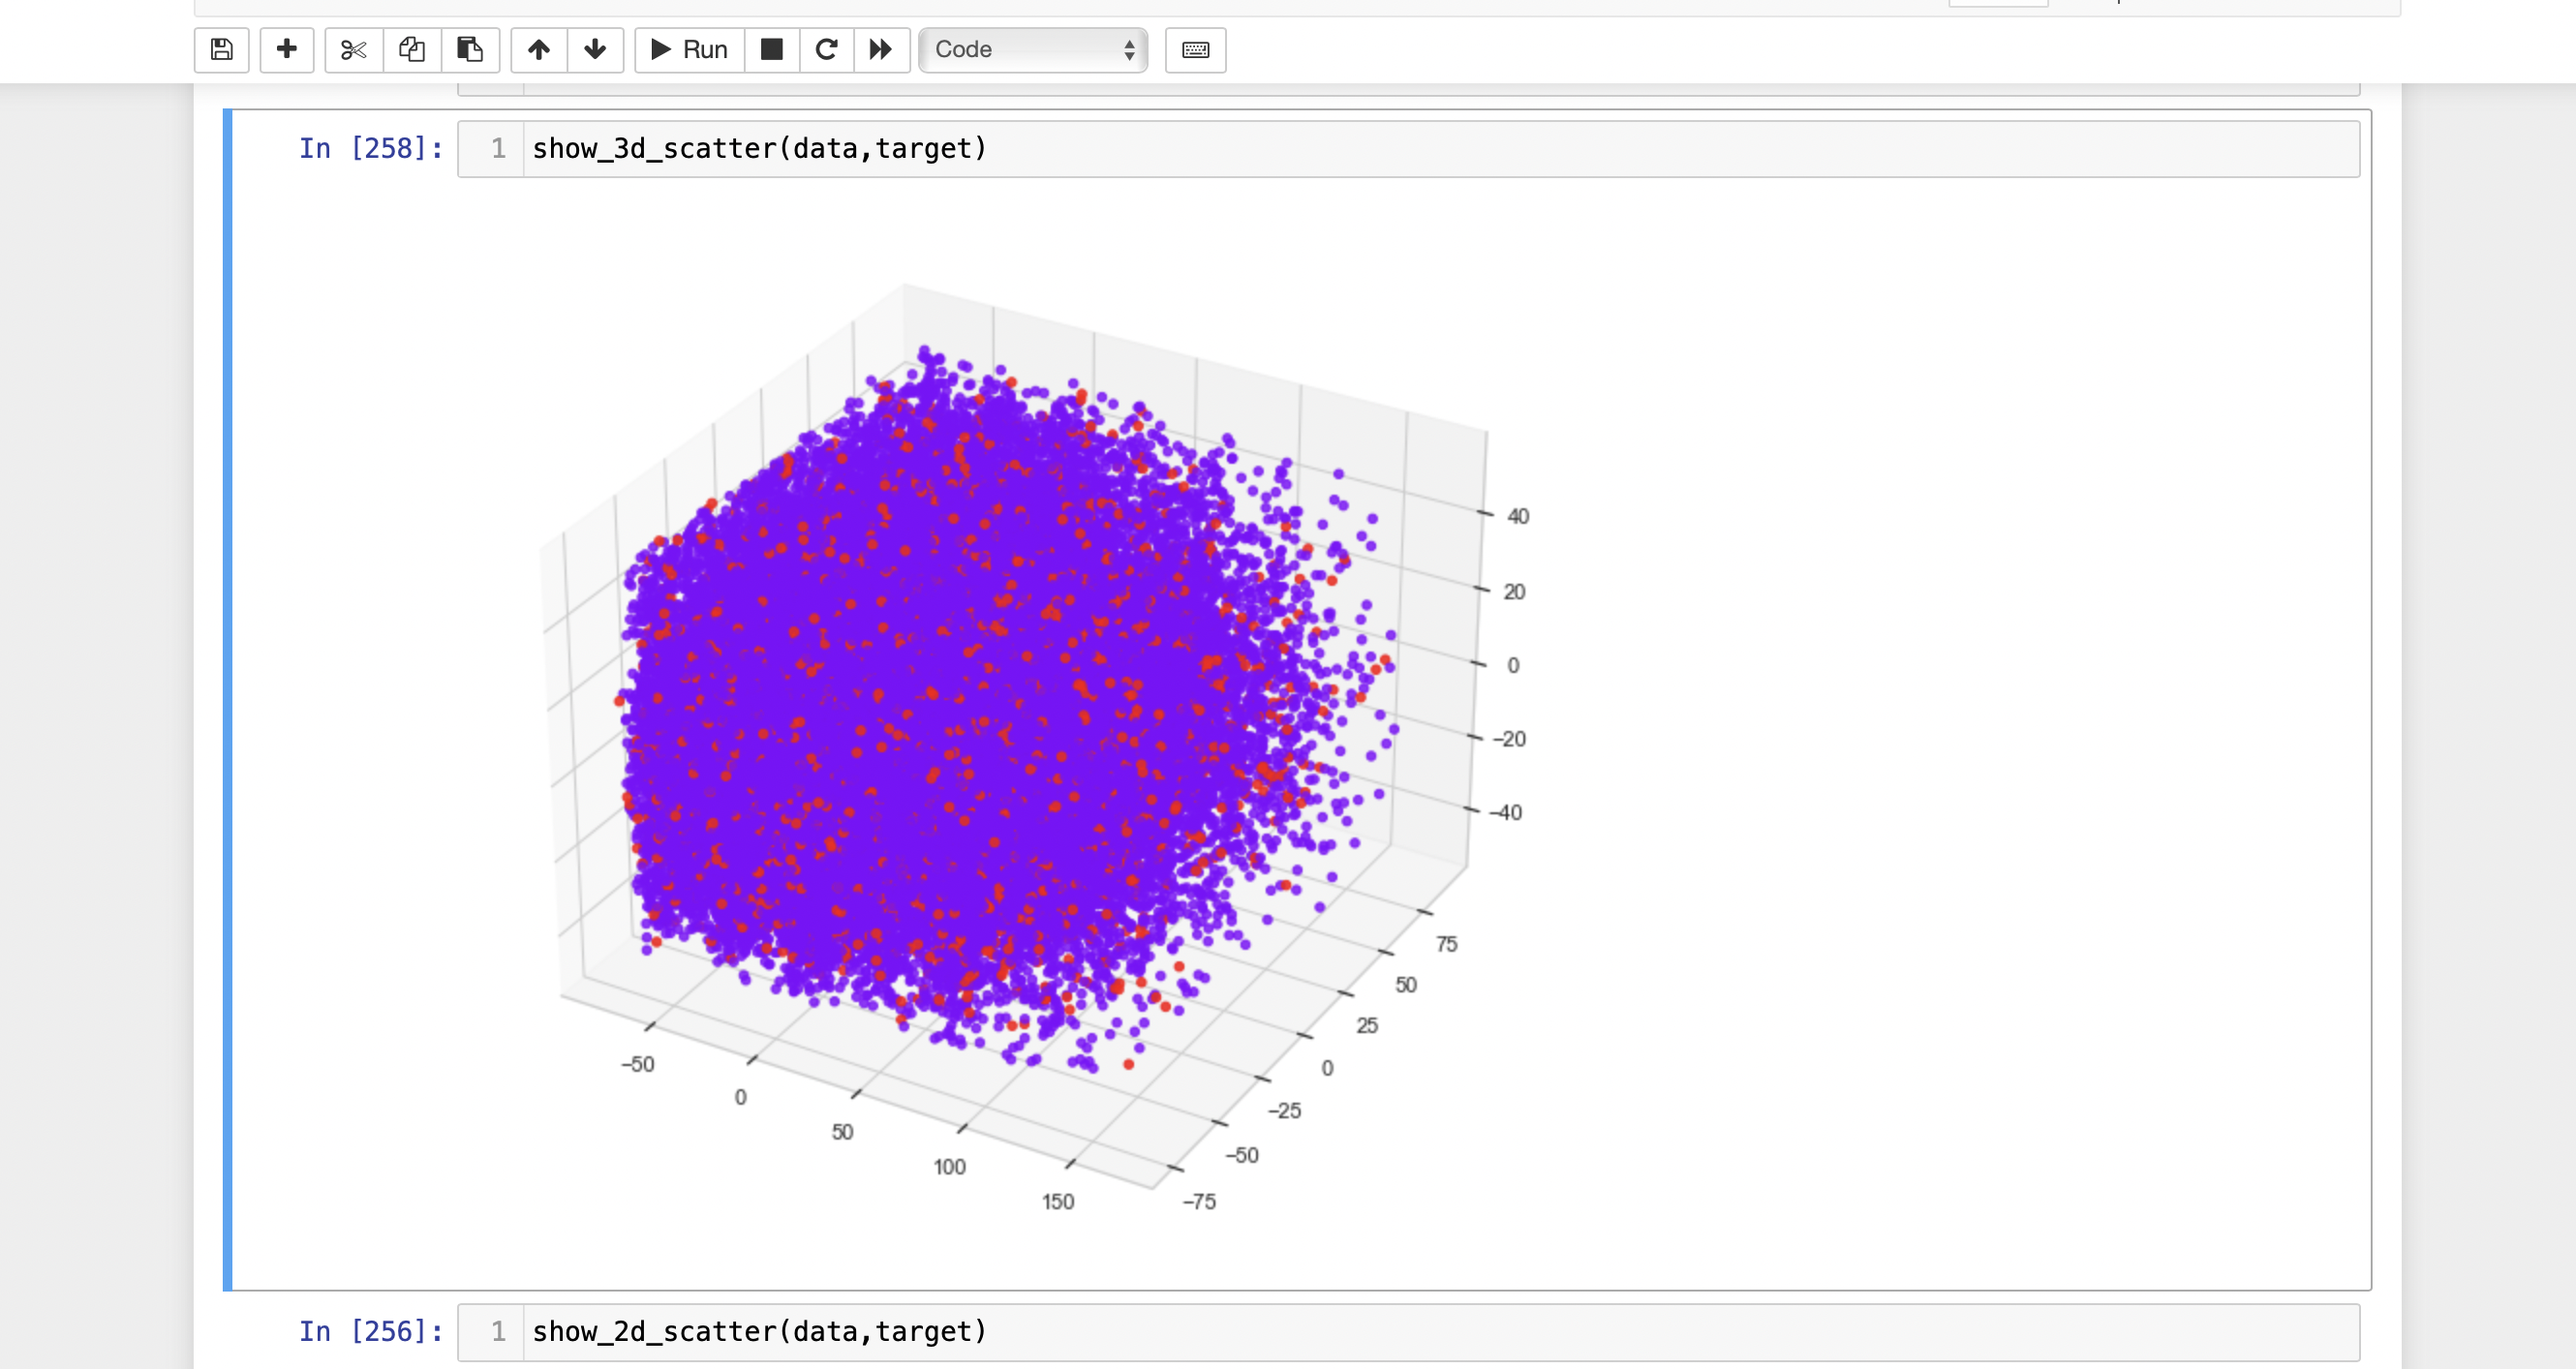 Run
Code
In [258]:
1 show_3d_scatter(data,target)
40
20
0
−20
−40
75
50
25
0
−25
−50
−75
−50
0
50
100
150
In [256]:
1 show_2d_scatter(data,target)